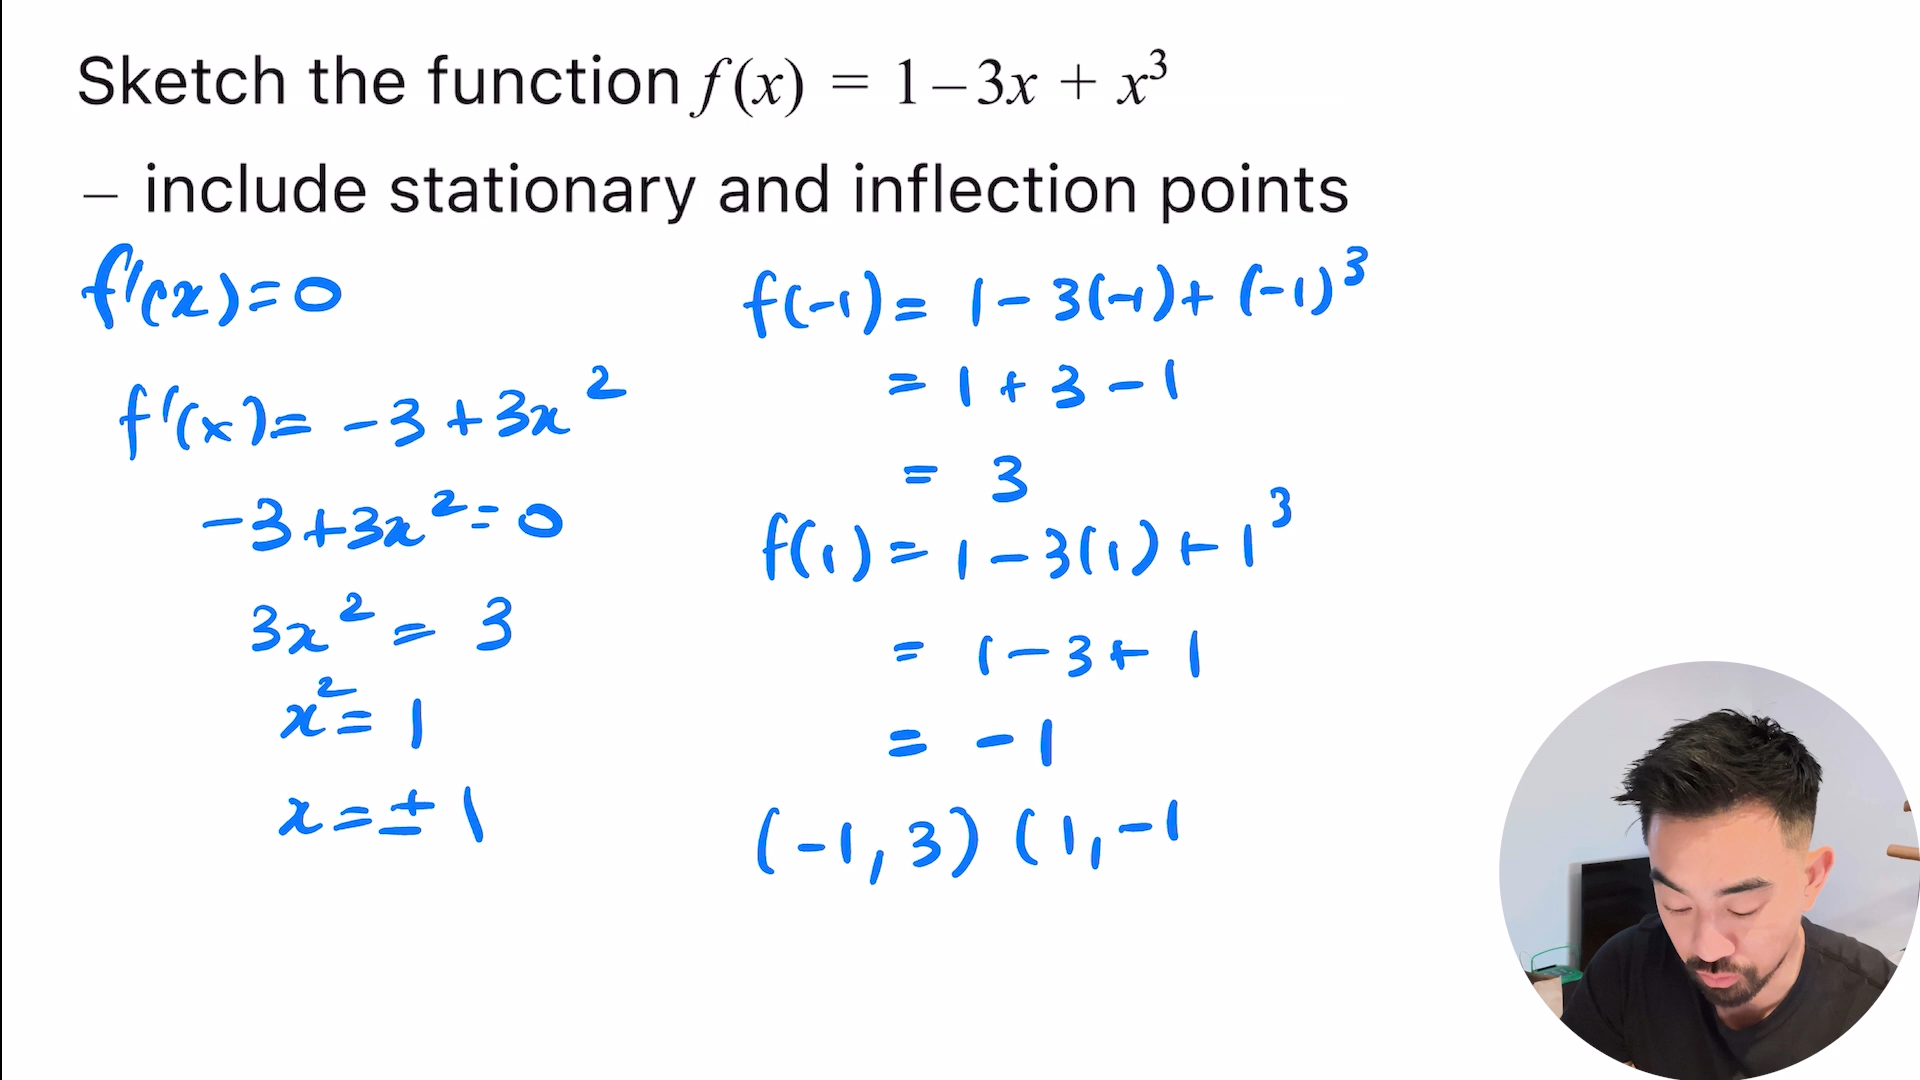 Sketch the function f(x) = 1–3x + x³
– include stationary and inflection points
f'(x)=0
f'(x)= -3+3x²
-3+3x²=0
3x² = 3
x² = 1
x=±1
f(-1)= 1-3(-1)+(-1)³
= 1+3-1
= 3
f(1)=1-3(1)+1³
= 1-3+1
= -1
(-1,3) (1,-1